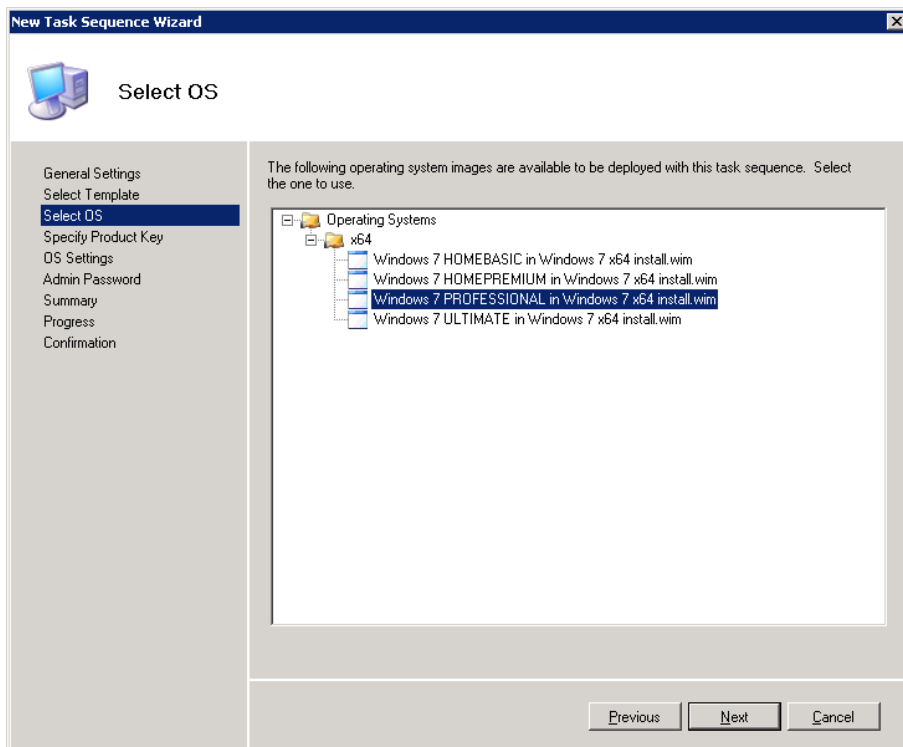 New Task Sequence Wizard
Select OS
General Settings
Select Template
Select OS
Specify Product Key
OS Settings
Admin Password
Summary
Progress
Confirmation
The following operating system images are available to be deployed with this task sequence. Select
the one to use.
Operating Systems
x64
Windows 7 HOMEBASIC in Windows 7 x64 install.wim
Windows 7 HOMEPREMIUM in Windows 7 x64 install.wim
Windows 7 PROFESSIONAL in Windows 7 x64 install.wim
Windows 7 ULTIMATE in Windows 7 x64 install.wim
Previous Next Cancel